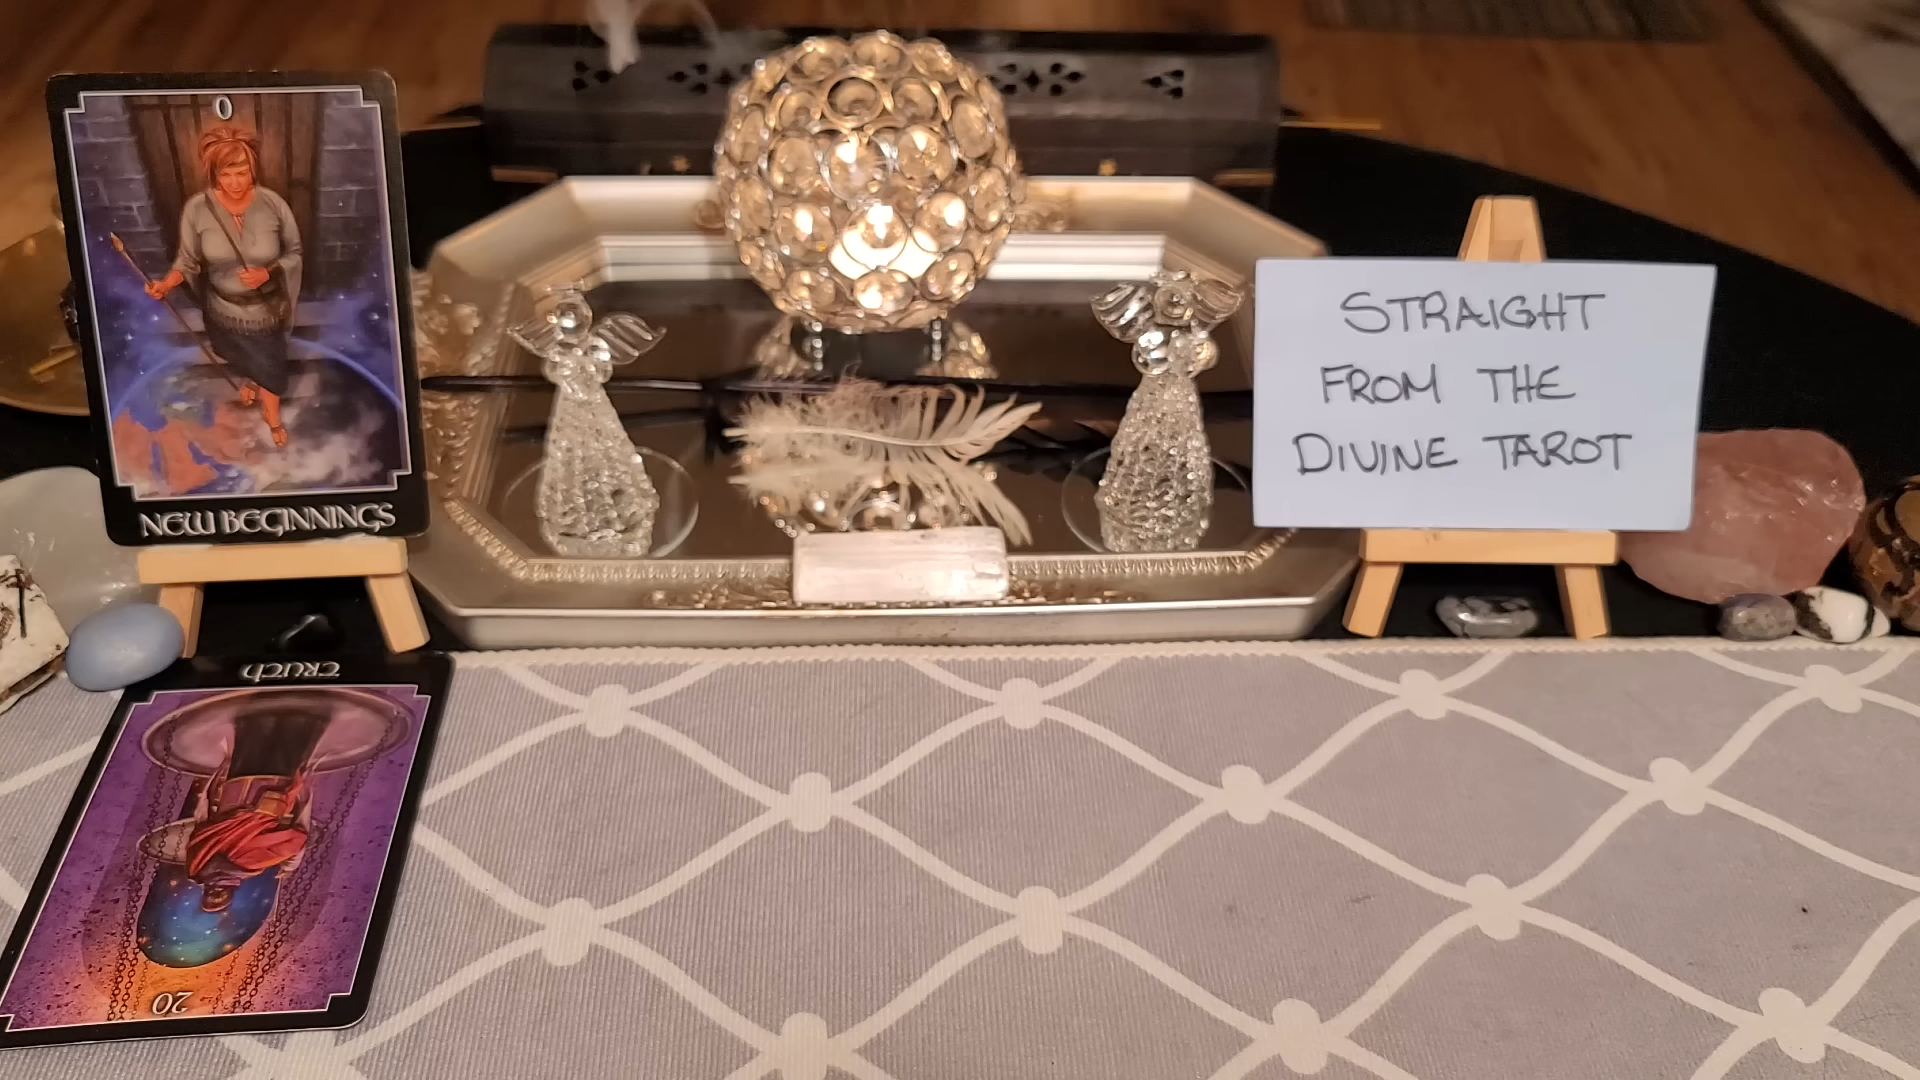 0
NEW BEGINNINGS
STRAIGHT
FROM THE
DIVINE TAROT
TRUTH
20